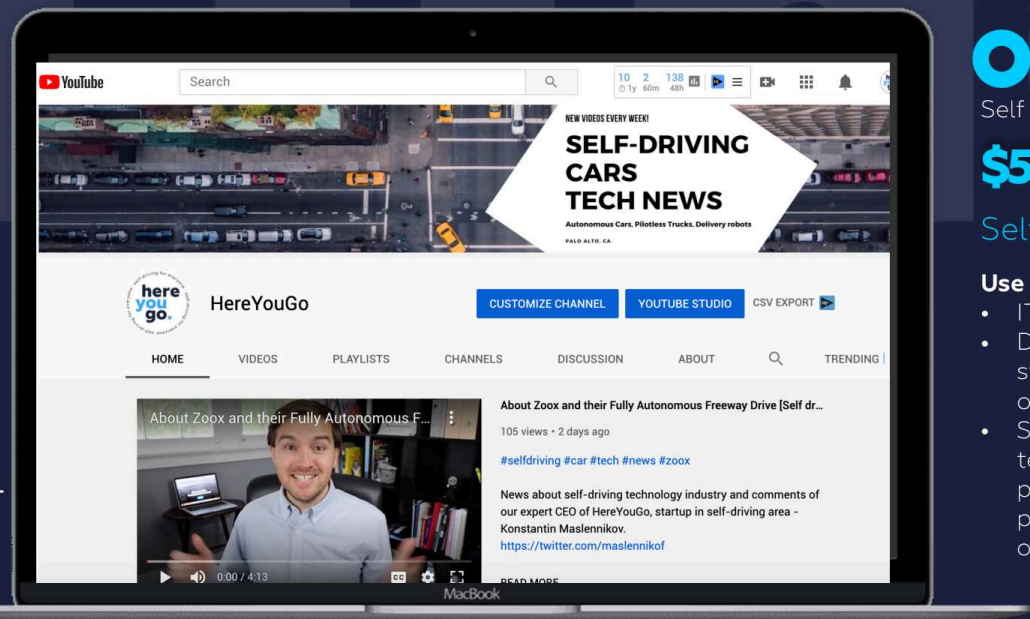 YouTube
Search
10 2 138
1y 60m 48h
NEW VIDEOS EVERY WEEK!
SELF-DRIVING
CARS
TECH NEWS
Autonomous Cars, Pilotless Trucks, Delivery robots
PALO ALTO. CA
here
you
go.
HereYouGo
CUSTOMIZE CHANNEL
YOUTUBE STUDIO
CSV EXPORT
HOME
VIDEOS
PLAYLISTS
CHANNELS
DISCUSSION
ABOUT
TRENDING
About Zoox and their Fully Autonomous F...
0:00 / 4:13
CC
About Zoox and their Fully Autonomous Freeway Drive [Self dr...
105 views • 2 days ago
#selfdriving #car #tech #news #zoox
News about self-driving technology industry and comments of
our expert CEO of HereYouGo, startup in self-driving area -
Konstantin Maslennikov.
https://twitter.com/maslennikof
READ MORE
MacBook
Self
$5
Use